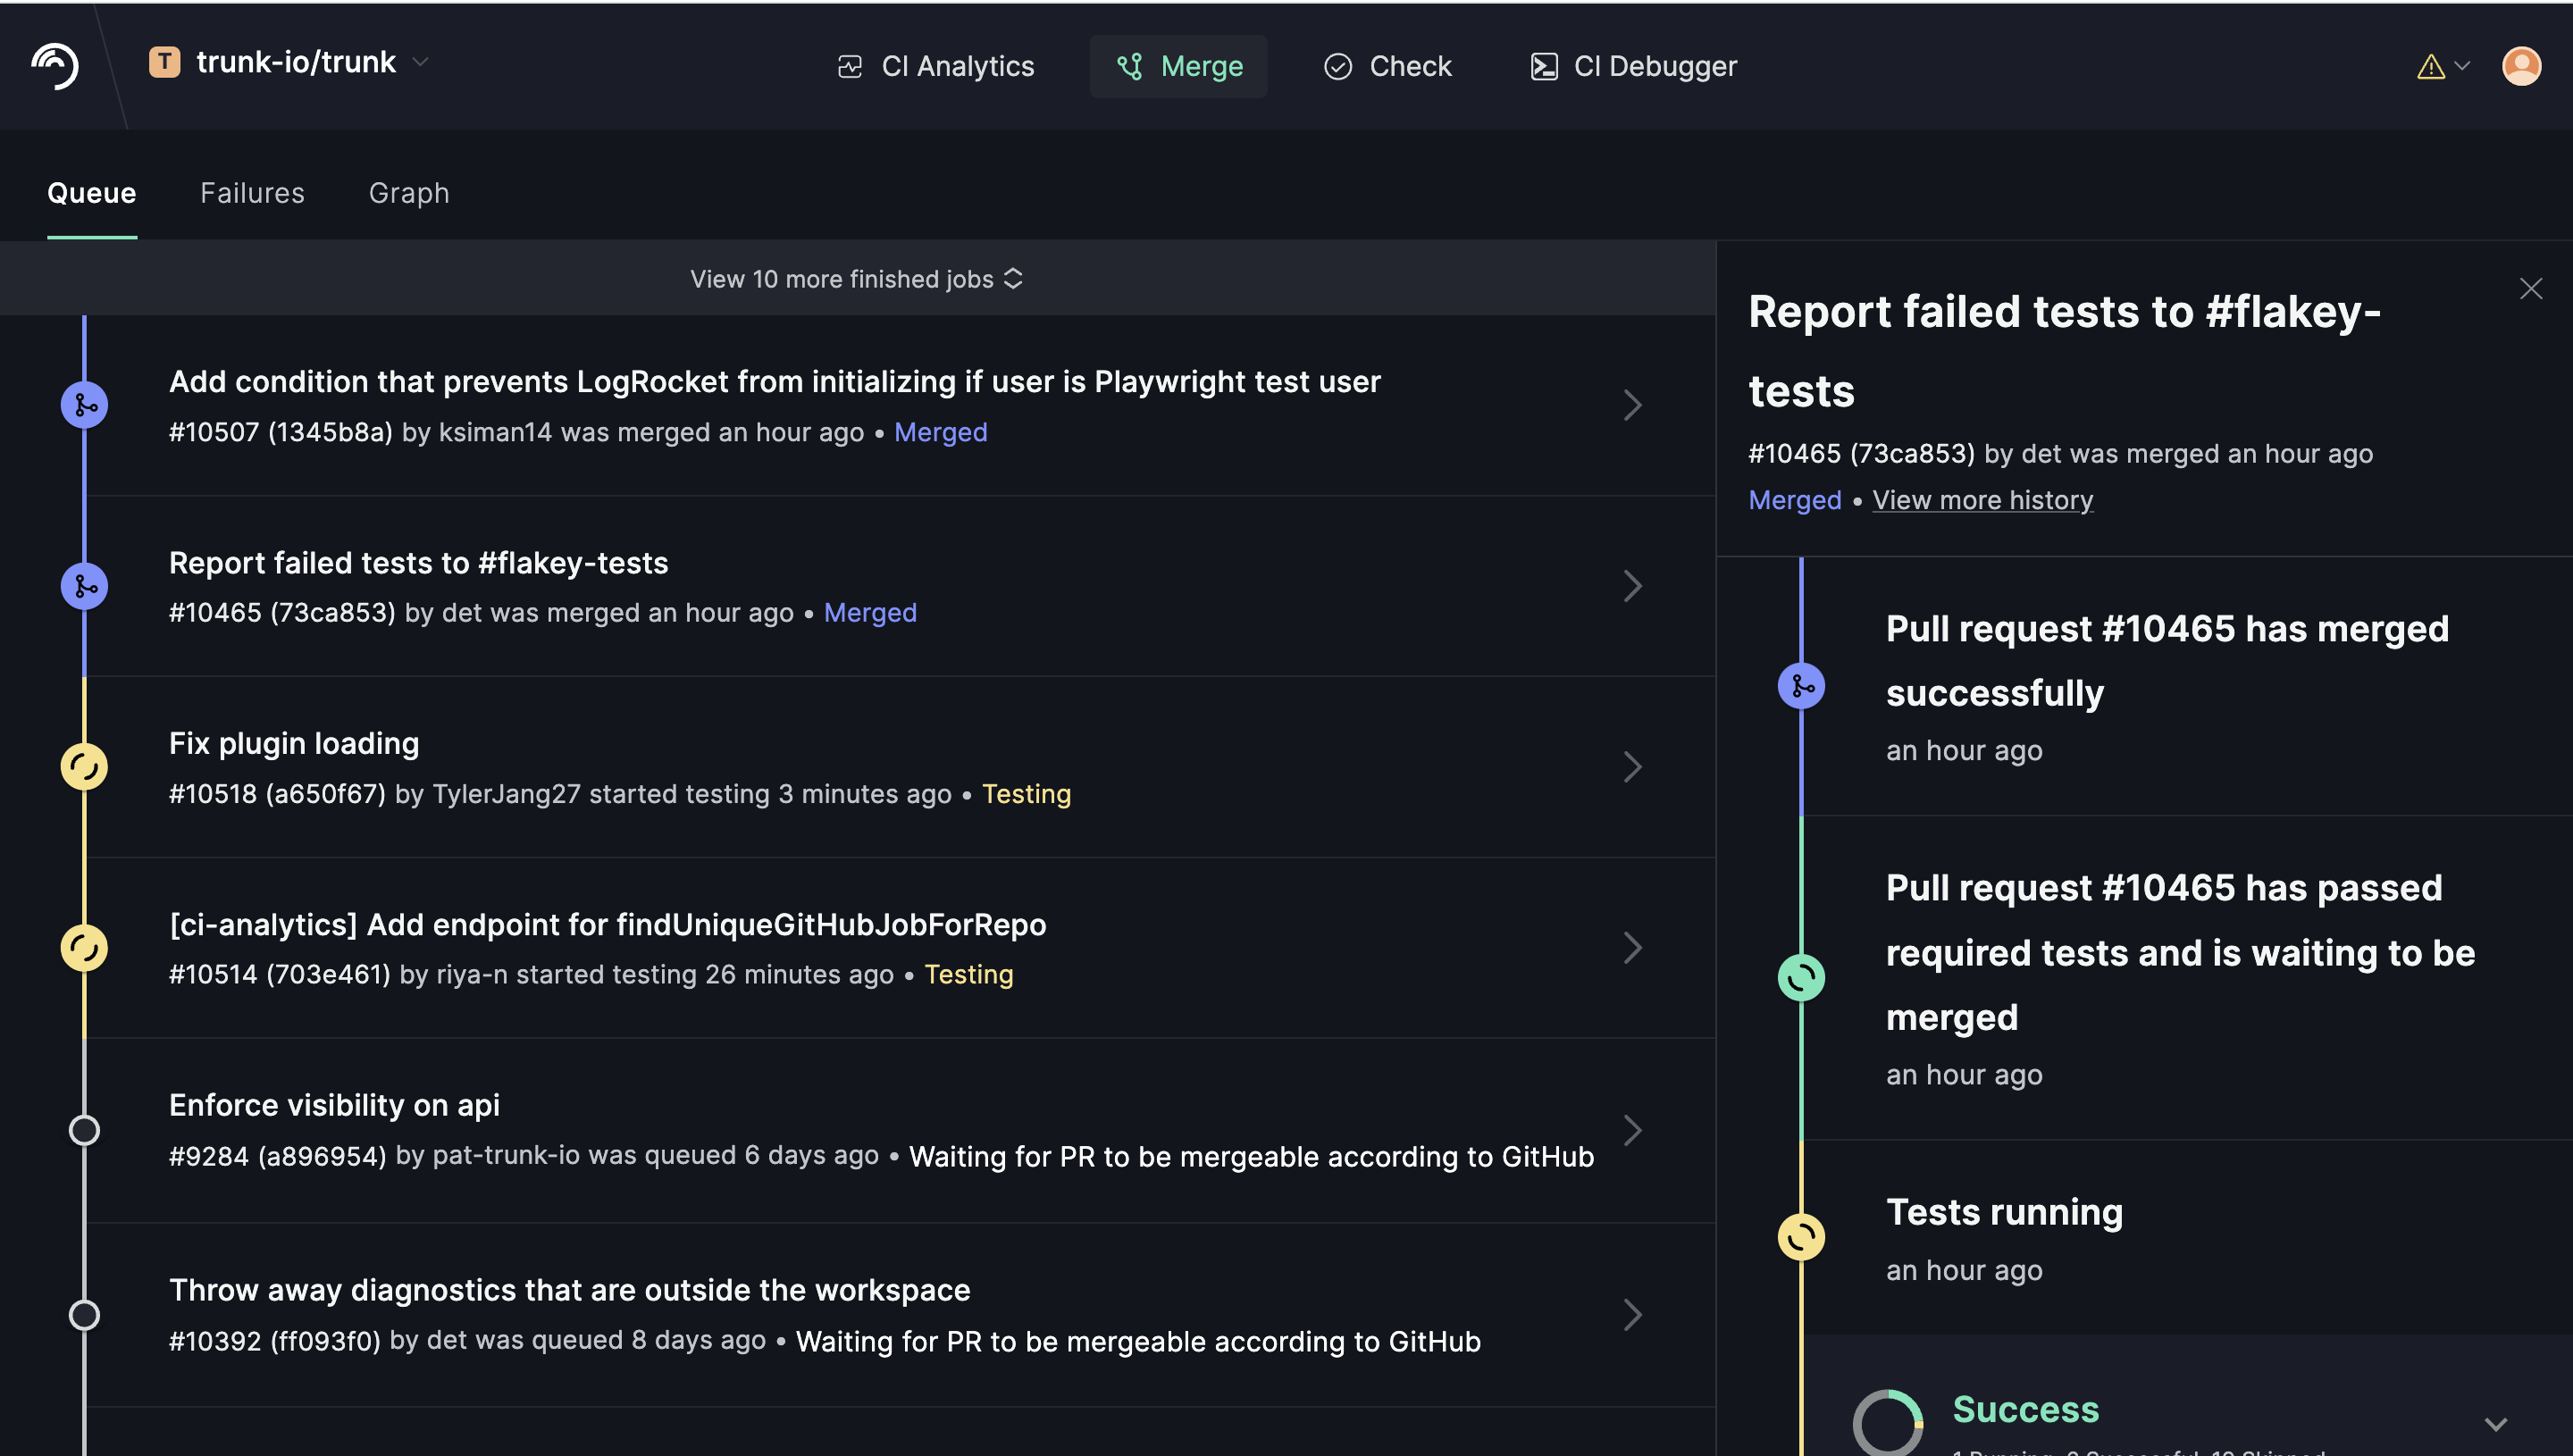 T trunk-io/trunk
CI Analytics
Merge
Check
CI Debugger
Queue
Failures
Graph
View 10 more finished jobs
Add condition that prevents LogRocket from initializing if user is Playwright test user
#10507 (1345b8a) by ksiman14 was merged an hour ago • Merged
Report failed tests to #flakey-tests
#10465 (73ca853) by det was merged an hour ago • Merged
Fix plugin loading
#10518 (a650f67) by TylerJang27 started testing 3 minutes ago • Testing
[ci-analytics] Add endpoint for findUniqueGitHubJobForRepo
#10514 (703e461) by riya-n started testing 26 minutes ago • Testing
Enforce visibility on api
#9284 (a896954) by pat-trunk-io was queued 6 days ago • Waiting for PR to be mergeable according to GitHub
Throw away diagnostics that are outside the workspace
#10392 (ff093f0) by det was queued 8 days ago • Waiting for PR to be mergeable according to GitHub
Report failed tests to #flakey-
tests
#10465 (73ca853) by det was merged an hour ago
Merged • View more history
Pull request #10465 has merged
successfully
an hour ago
Pull request #10465 has passed
required tests and is waiting to be
merged
an hour ago
Tests running
an hour ago
Success